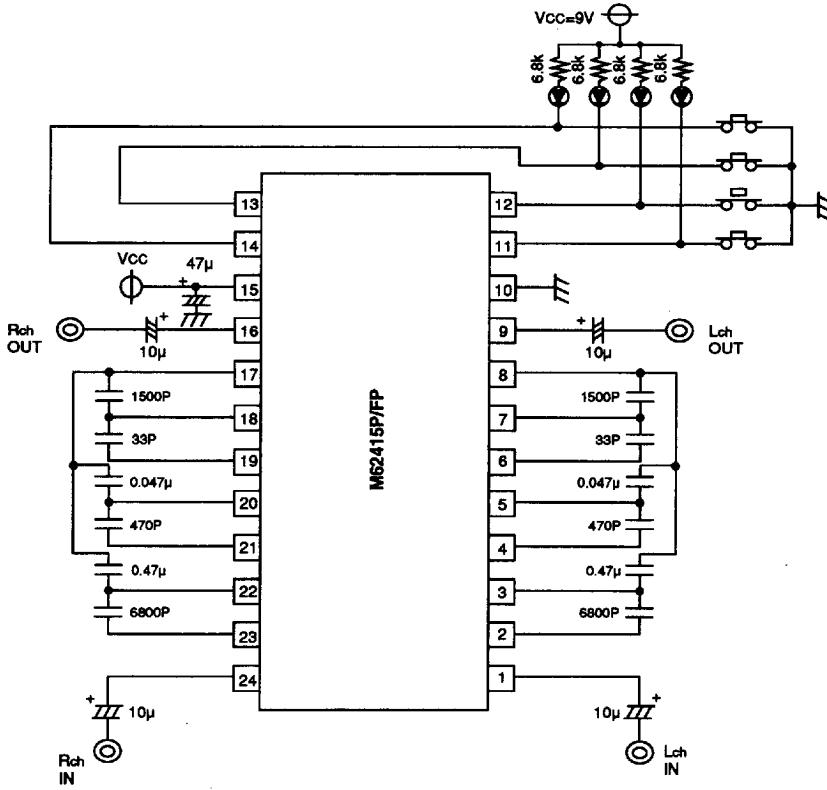 VCC=9V
6.8k 6.8k 6.8k 6.8k
13 12
14 11
VCC 47μ +
15 10
16 9
Rch OUT
+ 10μ
+ 10μ
Lch OUT
17 8
1500P 1500P
18 7
33P 33P
19 6
0.047μ 0.047μ
20 5
470P 470P
21 4
0.47μ 0.47μ
22 3
6800P 6800P
23 2
24 1
M62415P/FP
+ 10μ 10μ +
Rch IN
Lch IN